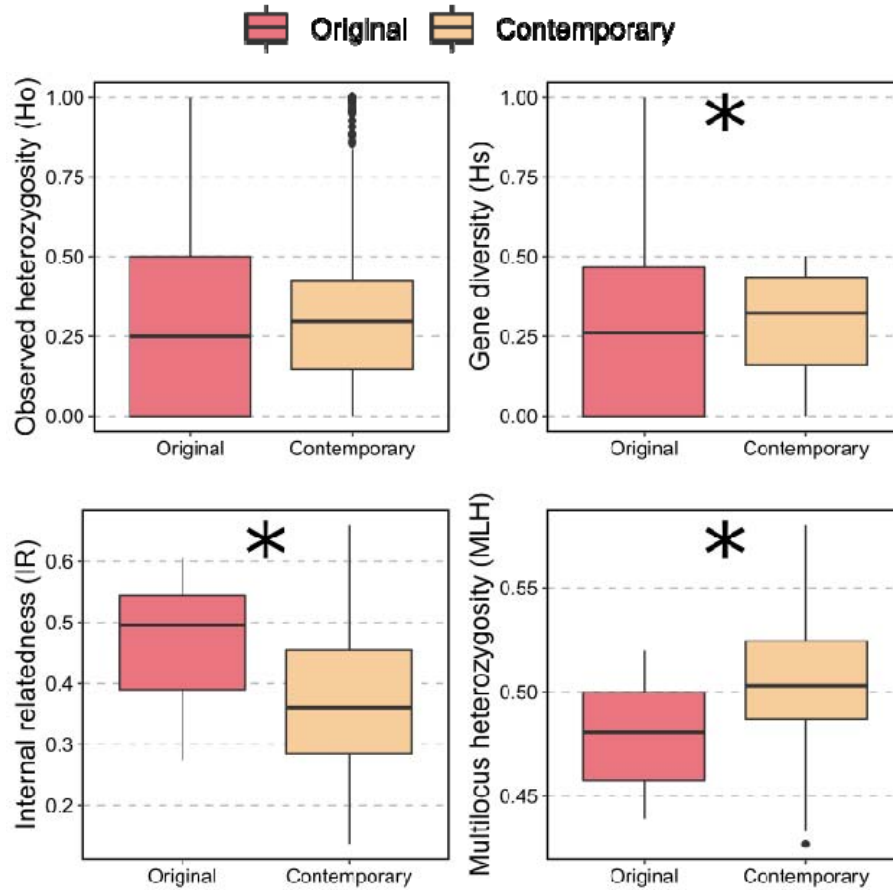 Original Contemporary
Observed heterozygosity (Ho)
1.00
0.75
0.50
0.25
0.00
Original Contemporary
Gene diversity (Hs)
1.00
*
0.75
0.50
0.25
0.00
Original Contemporary
Internal relatedness (IR)
*
0.6
0.5
0.4
0.3
0.2
Original Contemporary
Multilocus heterozygosity (MLH)
*
0.55
0.50
0.45
Original Contemporary